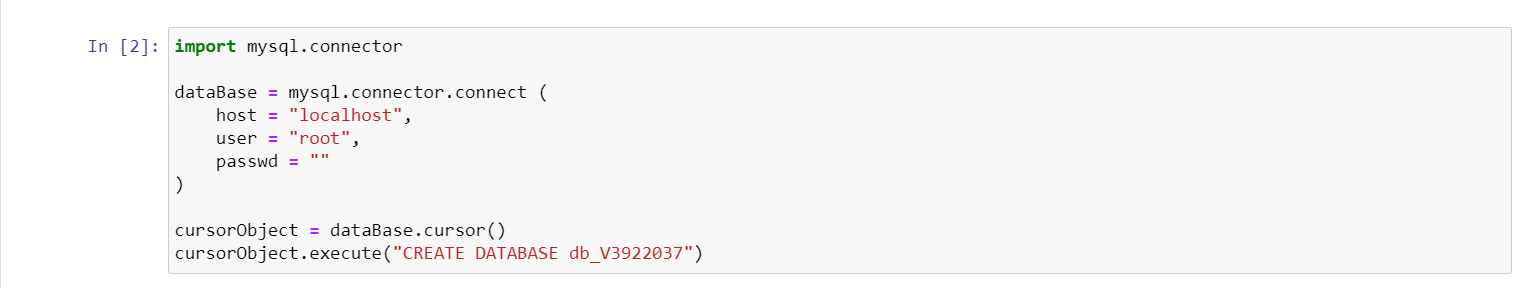 In [2]: import mysql.connector
dataBase = mysql.connector.connect (
host = "localhost",
user = "root",
passwd = ""
)
cursorObject = dataBase.cursor()
cursorObject.execute("CREATE DATABASE db_V3922037")